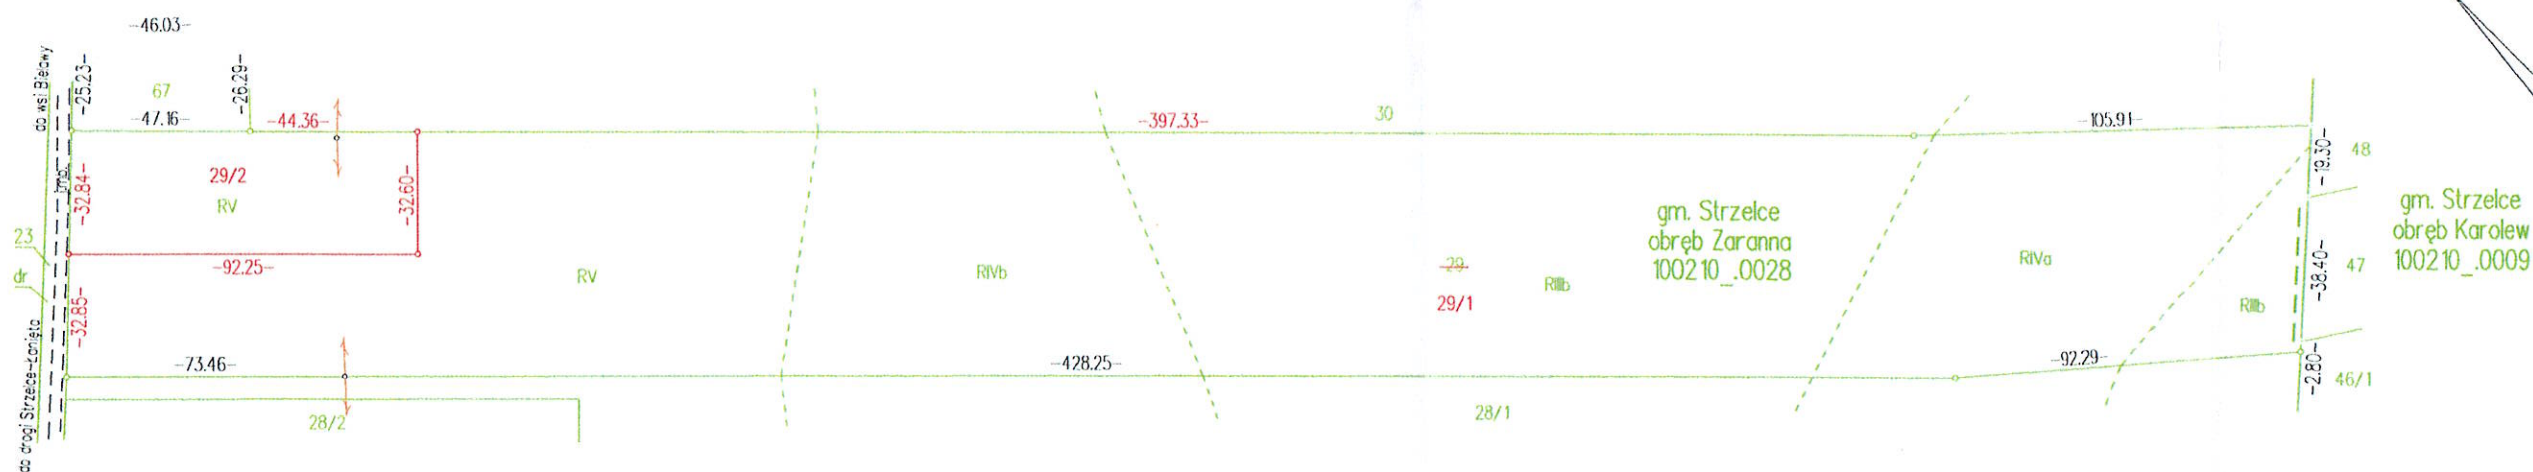 -46.03-
do wsi Bielawy
-25.23-
67
-26.29-
-47.16-
-44.36-
-397.33-
30
-105.91-
-19.30-
48
tmp.
-32.84-
29/2
RV
-32.60-
gm. Strzelce
obręb Zaranna
100210_.0028
gm. Strzelce
obręb Karolew
100210_.0009
23
dr
-92.25-
RV
RIVb
29
29/1
RIIIb
RIVa
-38.40-
47
RIIIb
-32.85-
do drogi Strzelce-Łanięta
-73.46-
-428.25-
-92.29-
-2.80-
46/1
28/2
28/1